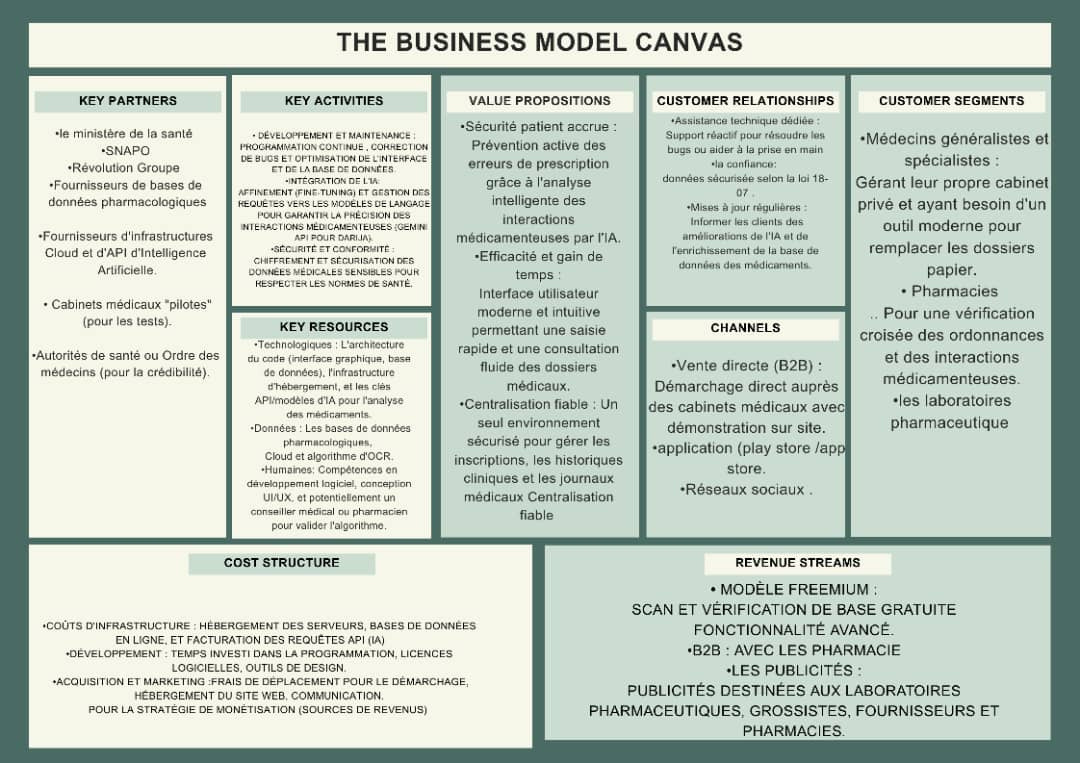 THE BUSINESS MODEL CANVAS
KEY PARTNERS
•le ministère de la santé
•SNAPO
•Révolution Groupe
•Fournisseurs de bases de
données pharmacologiques
•Fournisseurs d'infrastructures
Cloud et d'API d'Intelligence
Artificielle.
• Cabinets médicaux "pilotes"
(pour les tests).
•Autorités de santé ou Ordre des
médecins (pour la crédibilité).
KEY ACTIVITIES
• DÉVELOPPEMENT ET MAINTENANCE :
PROGRAMMATION CONTINUE , CORRECTION
DE BUGS ET OPTIMISATION DE L'INTERFACE
ET DE LA BASE DE DONNÉES.
•INTÉGRATION DE L'IA:
AFFINEMENT (FINE-TUNING) ET GESTION DES
REQUÊTES VERS LES MODÈLES DE LANGAGE
POUR GARANTIR LA PRÉCISION DES
INTERACTIONS MÉDICAMENTEUSES (GEMINI
API POUR DARIJA).
•SÉCURITÉ ET CONFORMITÉ :
CHIFFREMENT ET SÉCURISATION DES
DONNÉES MÉDICALES SENSIBLES POUR
RESPECTER LES NORMES DE SANTÉ.
KEY RESOURCES
•Technologiques : L'architecture
du code (interface graphique, base
de données), l'infrastructure
d'hébergement, et les clés
API/modèles d'IA pour l'analyse
des médicaments.
•Données : Les bases de données
pharmacologiques,
Cloud et algorithme d'OCR.
•Humaines: Compétences en
développement logiciel, conception
UI/UX, et potentiellement un
conseiller médical ou pharmacien
pour valider l'algorithme.
VALUE PROPOSITIONS
•Sécurité patient accrue :
Prévention active des
erreurs de prescription
grâce à l'analyse
intelligente des
interactions
médicamenteuses par l'IA.
•Efficacité et gain de
temps :
Interface utilisateur
moderne et intuitive
permettant une saisie
rapide et une consultation
fluide des dossiers
médicaux.
•Centralisation fiable : Un
seul environnement
sécurisé pour gérer les
inscriptions, les historiques
cliniques et les journaux
médicaux Centralisation
fiable
CUSTOMER RELATIONSHIPS
•Assistance technique dédiée :
Support réactif pour résoudre les
bugs ou aider à la prise en main
•la confiance:
données sécurisée selon la loi 18-
07 .
•Mises à jour régulières :
Informer les clients des
améliorations de l'IA et de
l'enrichissement de la base de
données des médicaments.
CHANNELS
•Vente directe (B2B) :
Démarchage direct auprès
des cabinets médicaux avec
démonstration sur site.
•application (play store /app
store.
•Réseaux sociaux .
CUSTOMER SEGMENTS
•Médecins généralistes et
spécialistes :
Gérant leur propre cabinet
privé et ayant besoin d'un
outil moderne pour
remplacer les dossiers
papier.
• Pharmacies
.. Pour une vérification
croisée des ordonnances
et des interactions
médicamenteuses.
•les laboratoires
pharmaceutique
COST STRUCTURE
•COÛTS D'INFRASTRUCTURE : HÉBERGEMENT DES SERVEURS, BASES DE DONNÉES
EN LIGNE, ET FACTURATION DES REQUÊTES API (IA)
•DÉVELOPPEMENT : TEMPS INVESTI DANS LA PROGRAMMATION, LICENCES
LOGICIELLES, OUTILS DE DESIGN.
•ACQUISITION ET MARKETING :FRAIS DE DÉPLACEMENT POUR LE DÉMARCHAGE,
HÉBERGEMENT DU SITE WEB, COMMUNICATION.
POUR LA STRATÉGIE DE MONÉTISATION (SOURCES DE REVENUS)
REVENUE STREAMS
• MODÈLE FREEMIUM :
SCAN ET VÉRIFICATION DE BASE GRATUITE
FONCTIONNALITÉ AVANCÉ.
•B2B : AVEC LES PHARMACIE
•LES PUBLICITÉS :
PUBLICITÉS DESTINÉES AUX LABORATOIRES
PHARMACEUTIQUES, GROSSISTES, FOURNISSEURS ET
PHARMACIES.